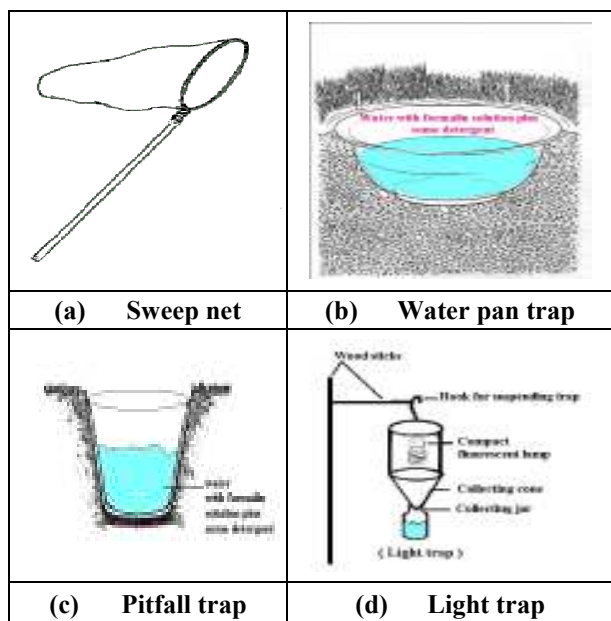 Water with formalin solution plus
some detergent
(a) Sweep net
(b) Water pan trap
water
with formalin
solution plus
some detergent
Wood sticks
Hook for suspending trap
Compact
fluorescent lamp
Collecting cone
Collecting jar
( Light trap )
(c) Pitfall trap
(d) Light trap